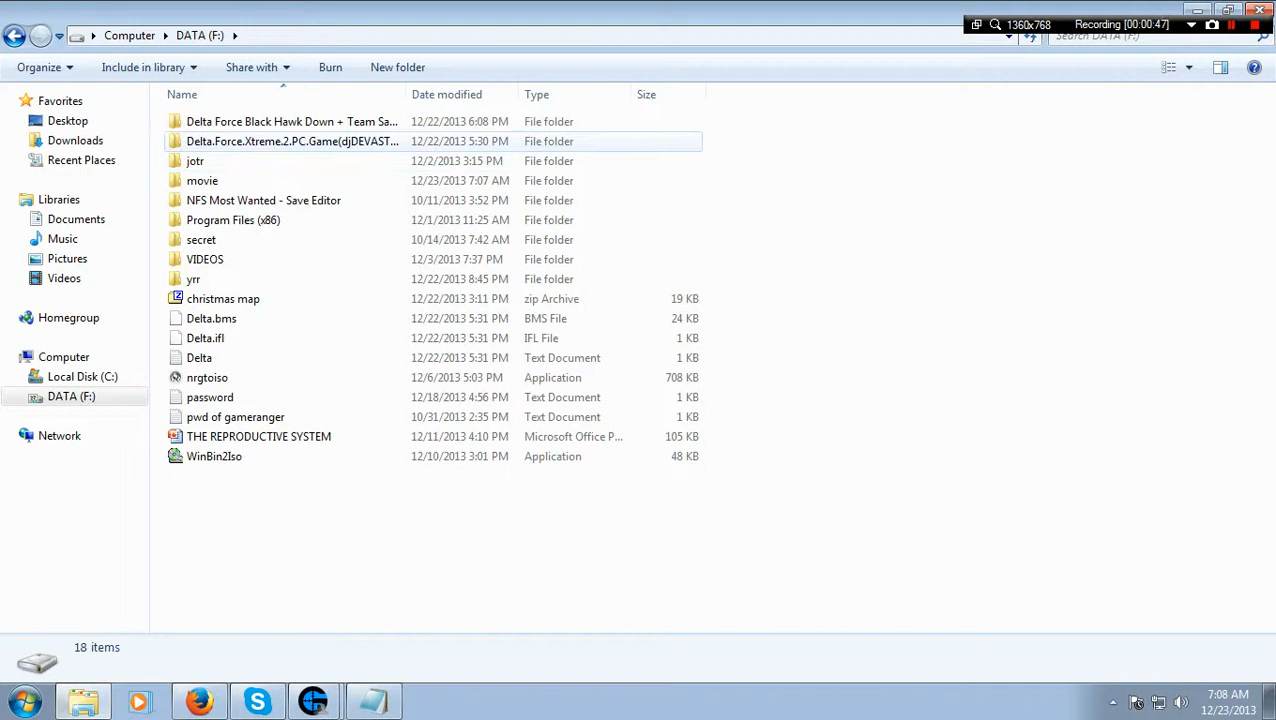 1360x768 Recording [00:00:47]
Computer DATA (F:) Search DATA (F:)
Organize Include in library Share with Burn New folder
Name Date modified Type Size
Favorites
Desktop
Downloads
Recent Places
Libraries
Documents
Music
Pictures
Videos
Homegroup
Computer
Local Disk (C:)
DATA (F:)
Network
Delta Force Black Hawk Down + Team Sa... 12/22/2013 6:08 PM File folder
Delta.Force.Xtreme.2.PC.Game(djDEVAST... 12/22/2013 5:30 PM File folder
jotr 12/2/2013 3:15 PM File folder
movie 12/23/2013 7:07 AM File folder
NFS Most Wanted - Save Editor 10/11/2013 3:52 PM File folder
Program Files (x86) 12/1/2013 11:25 AM File folder
secret 10/14/2013 7:42 AM File folder
VIDEOS 12/3/2013 7:37 PM File folder
yrr 12/22/2013 8:45 PM File folder
christmas map 12/22/2013 3:11 PM zip Archive 19 KB
Delta.bms 12/22/2013 5:31 PM BMS File 24 KB
Delta.ifl 12/22/2013 5:31 PM IFL File 1 KB
Delta 12/22/2013 5:31 PM Text Document 1 KB
nrgtoiso 12/6/2013 5:03 PM Application 708 KB
password 12/18/2013 4:56 PM Text Document 1 KB
pwd of gameranger 10/31/2013 2:35 PM Text Document 1 KB
THE REPRODUCTIVE SYSTEM 12/11/2013 4:10 PM Microsoft Office P... 105 KB
WinBin2Iso 12/10/2013 3:01 PM Application 48 KB
18 items
7:08 AM
12/23/2013